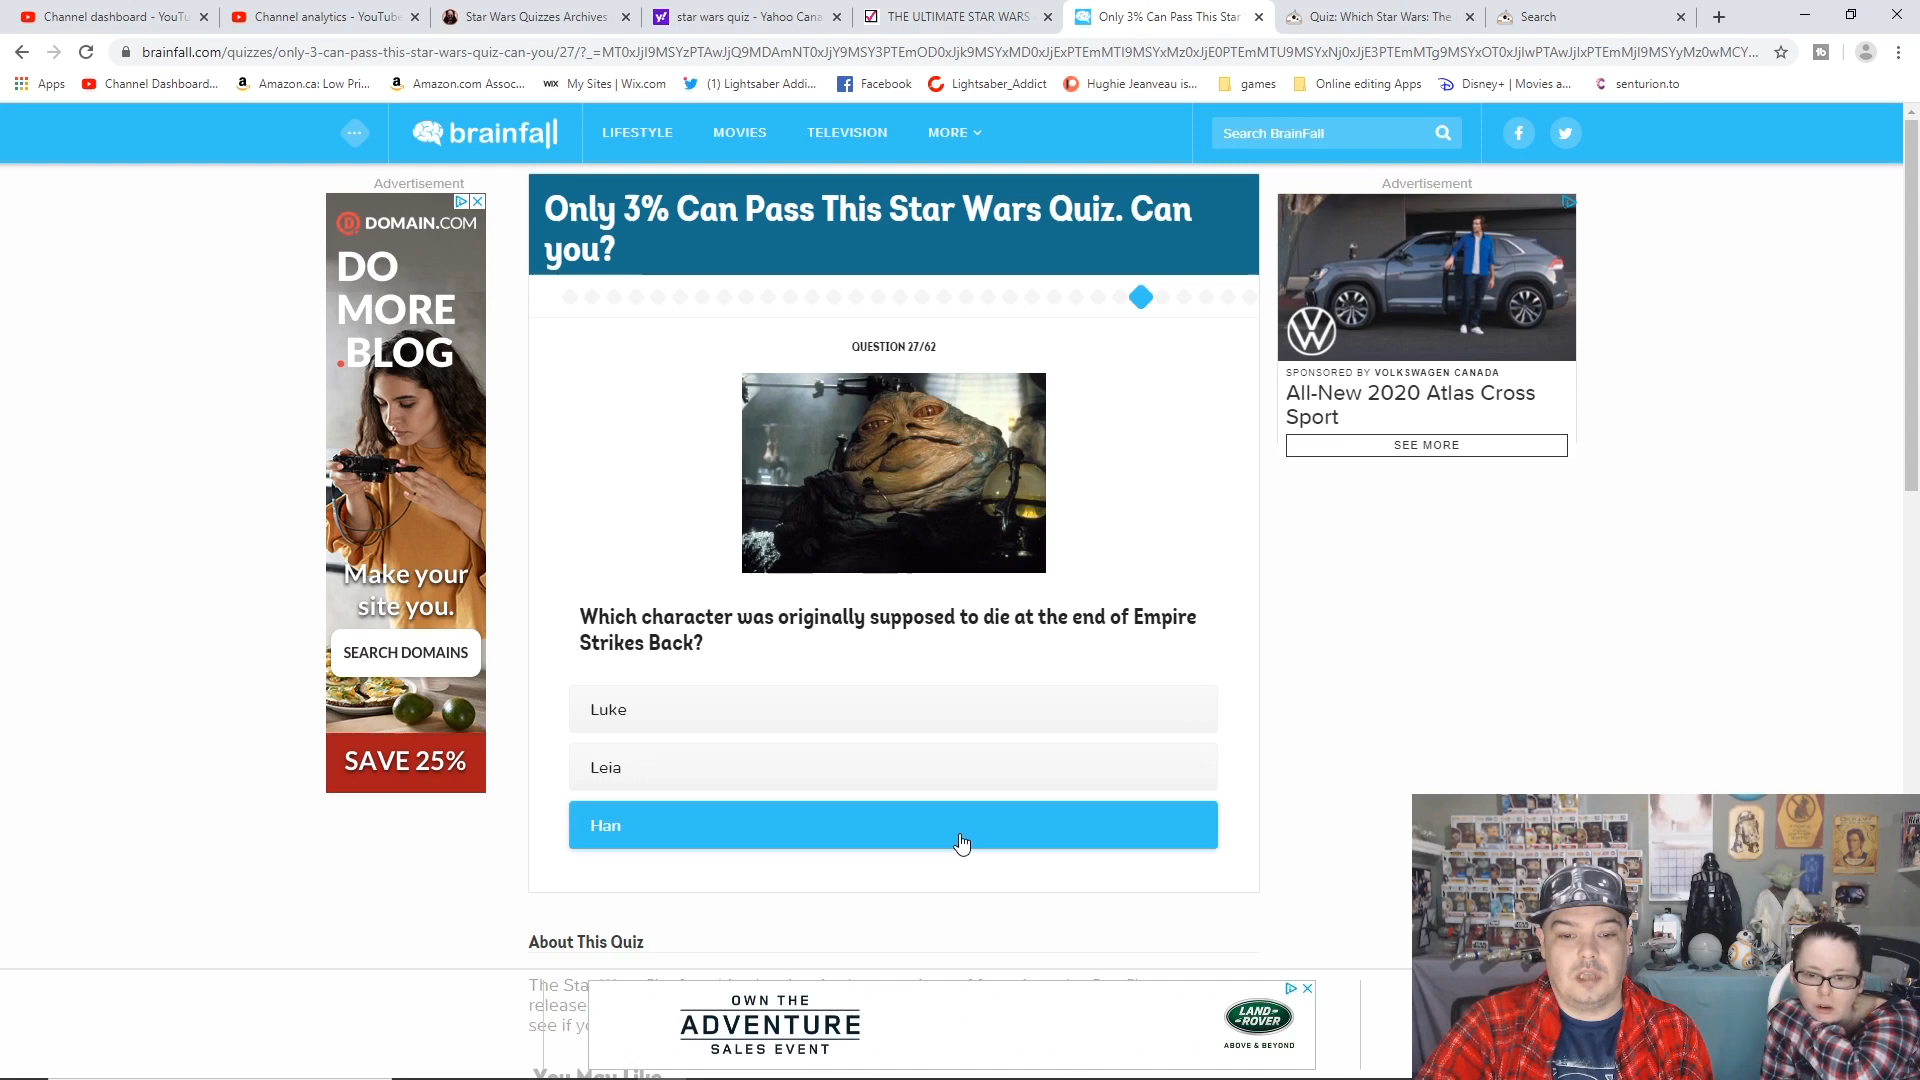 Channel dashboard - YouTu
Channel analytics - YouTube
Star Wars Quizzes Archives
star wars quiz - Yahoo Cana
THE ULTIMATE STAR WARS
Only 3% Can Pass This Star
Quiz: Which Star Wars: The
Search
brainfall.com/quizzes/only-3-can-pass-this-star-wars-quiz-can-you/27/?_=MT0xJjI9MSYzPTAwJjQ9MDAmNT0xJjY9MSY3PTEmOD0xJjk9MSYxMD0xJjExPTEmMTI9MSYxMz0xJjE0PTEmMTU9MSYxNj0xJjE3PTEmMTg9MSYxOT0xJjIwPTAwJjIxPTEmMjI9MSYyMz0wMCY...
Apps
Channel Dashboard...
Amazon.ca: Low Pri...
Amazon.com Assoc...
WIX My Sites | Wix.com
(1) Lightsaber Addi...
Facebook
Lightsaber_Addict
Hughie Jeanveau is...
games
Online editing Apps
Disney+ | Movies a...
senturion.to
brainfall
LIFESTYLE
MOVIES
TELEVISION
MORE
Search BrainFall
Advertisement
DOMAIN.COM
DO
MORE
.BLOG
Make your
site you.
SEARCH DOMAINS
SAVE 25%
Only 3% Can Pass This Star Wars Quiz. Can
you?
QUESTION 27/62
Which character was originally supposed to die at the end of Empire
Strikes Back?
Luke
Leia
Han
Advertisement
SPONSORED BY VOLKSWAGEN CANADA
All-New 2020 Atlas Cross
Sport
SEE MORE
About This Quiz
The Sta
release
see if yo
OWN THE
ADVENTURE
SALES EVENT
LAND
ROVER
ABOVE & BEYOND
You May Like